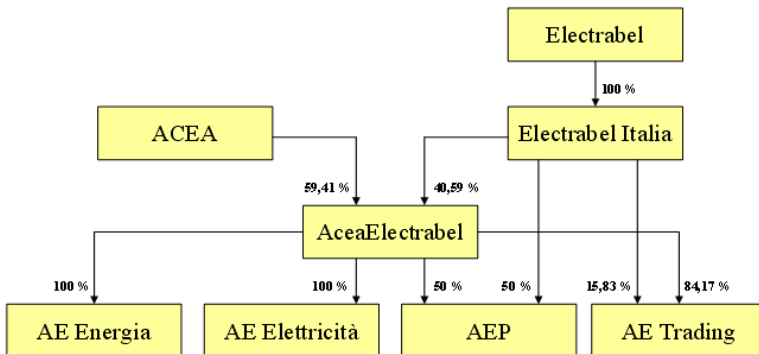 Electrabel
100 %
ACEA
Electrabel Italia
59,41 %
40,59 %
AceaElectrabel
100 %
100 %
50 %
50 %
15,83 %
84,17 %
AE Energia
AE Elettricità
AEP
AE Trading